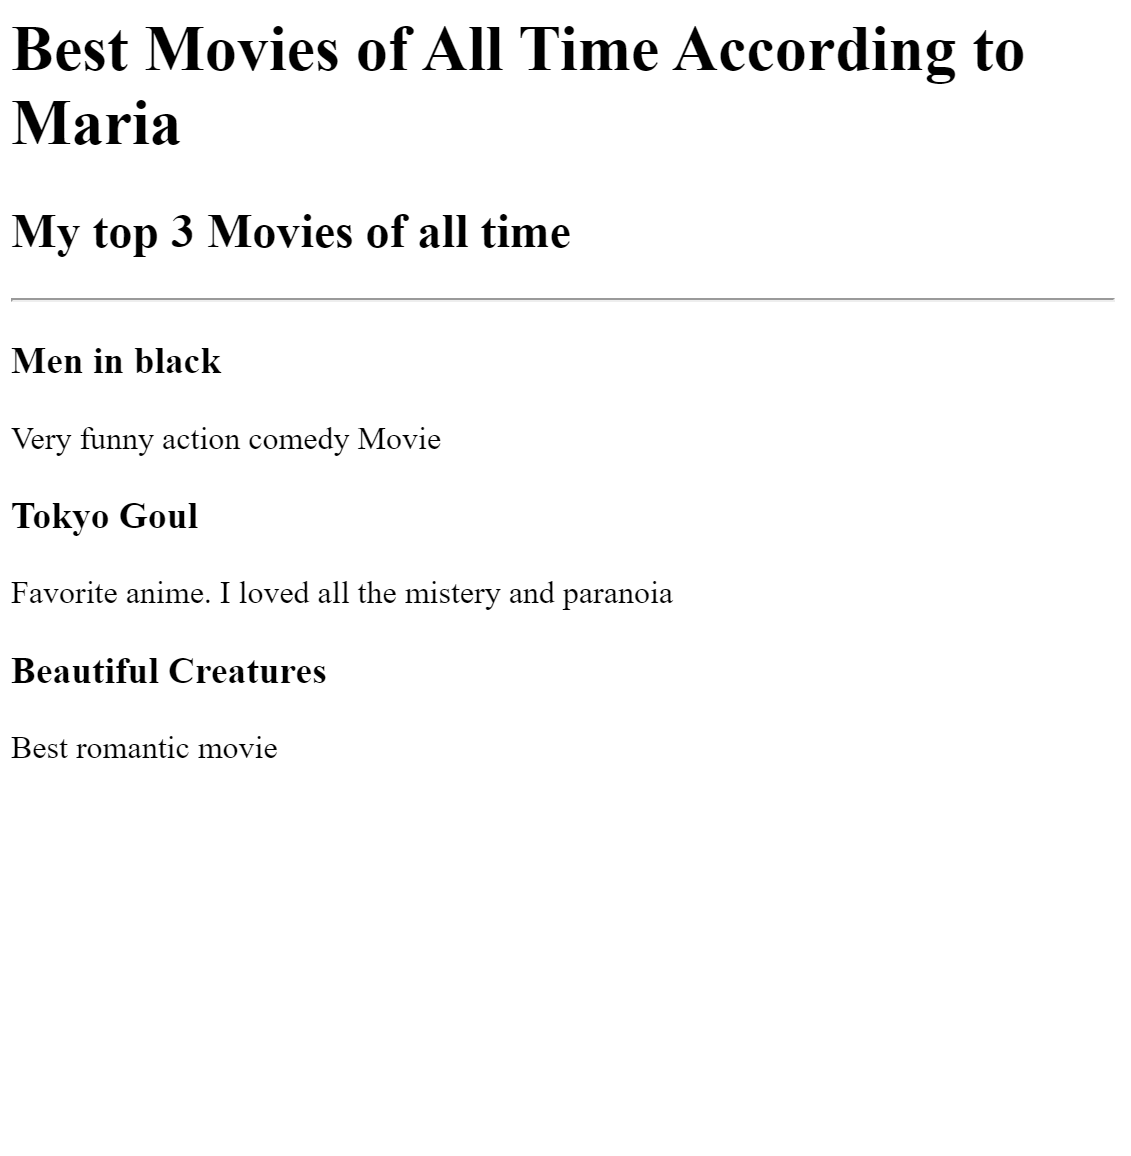 Best Movies of All Time According to
Maria
My top 3 Movies of all time
Men in black
Very funny action comedy Movie
Tokyo Goul
Favorite anime. I loved all the mistery and paranoia
Beautiful Creatures
Best romantic movie